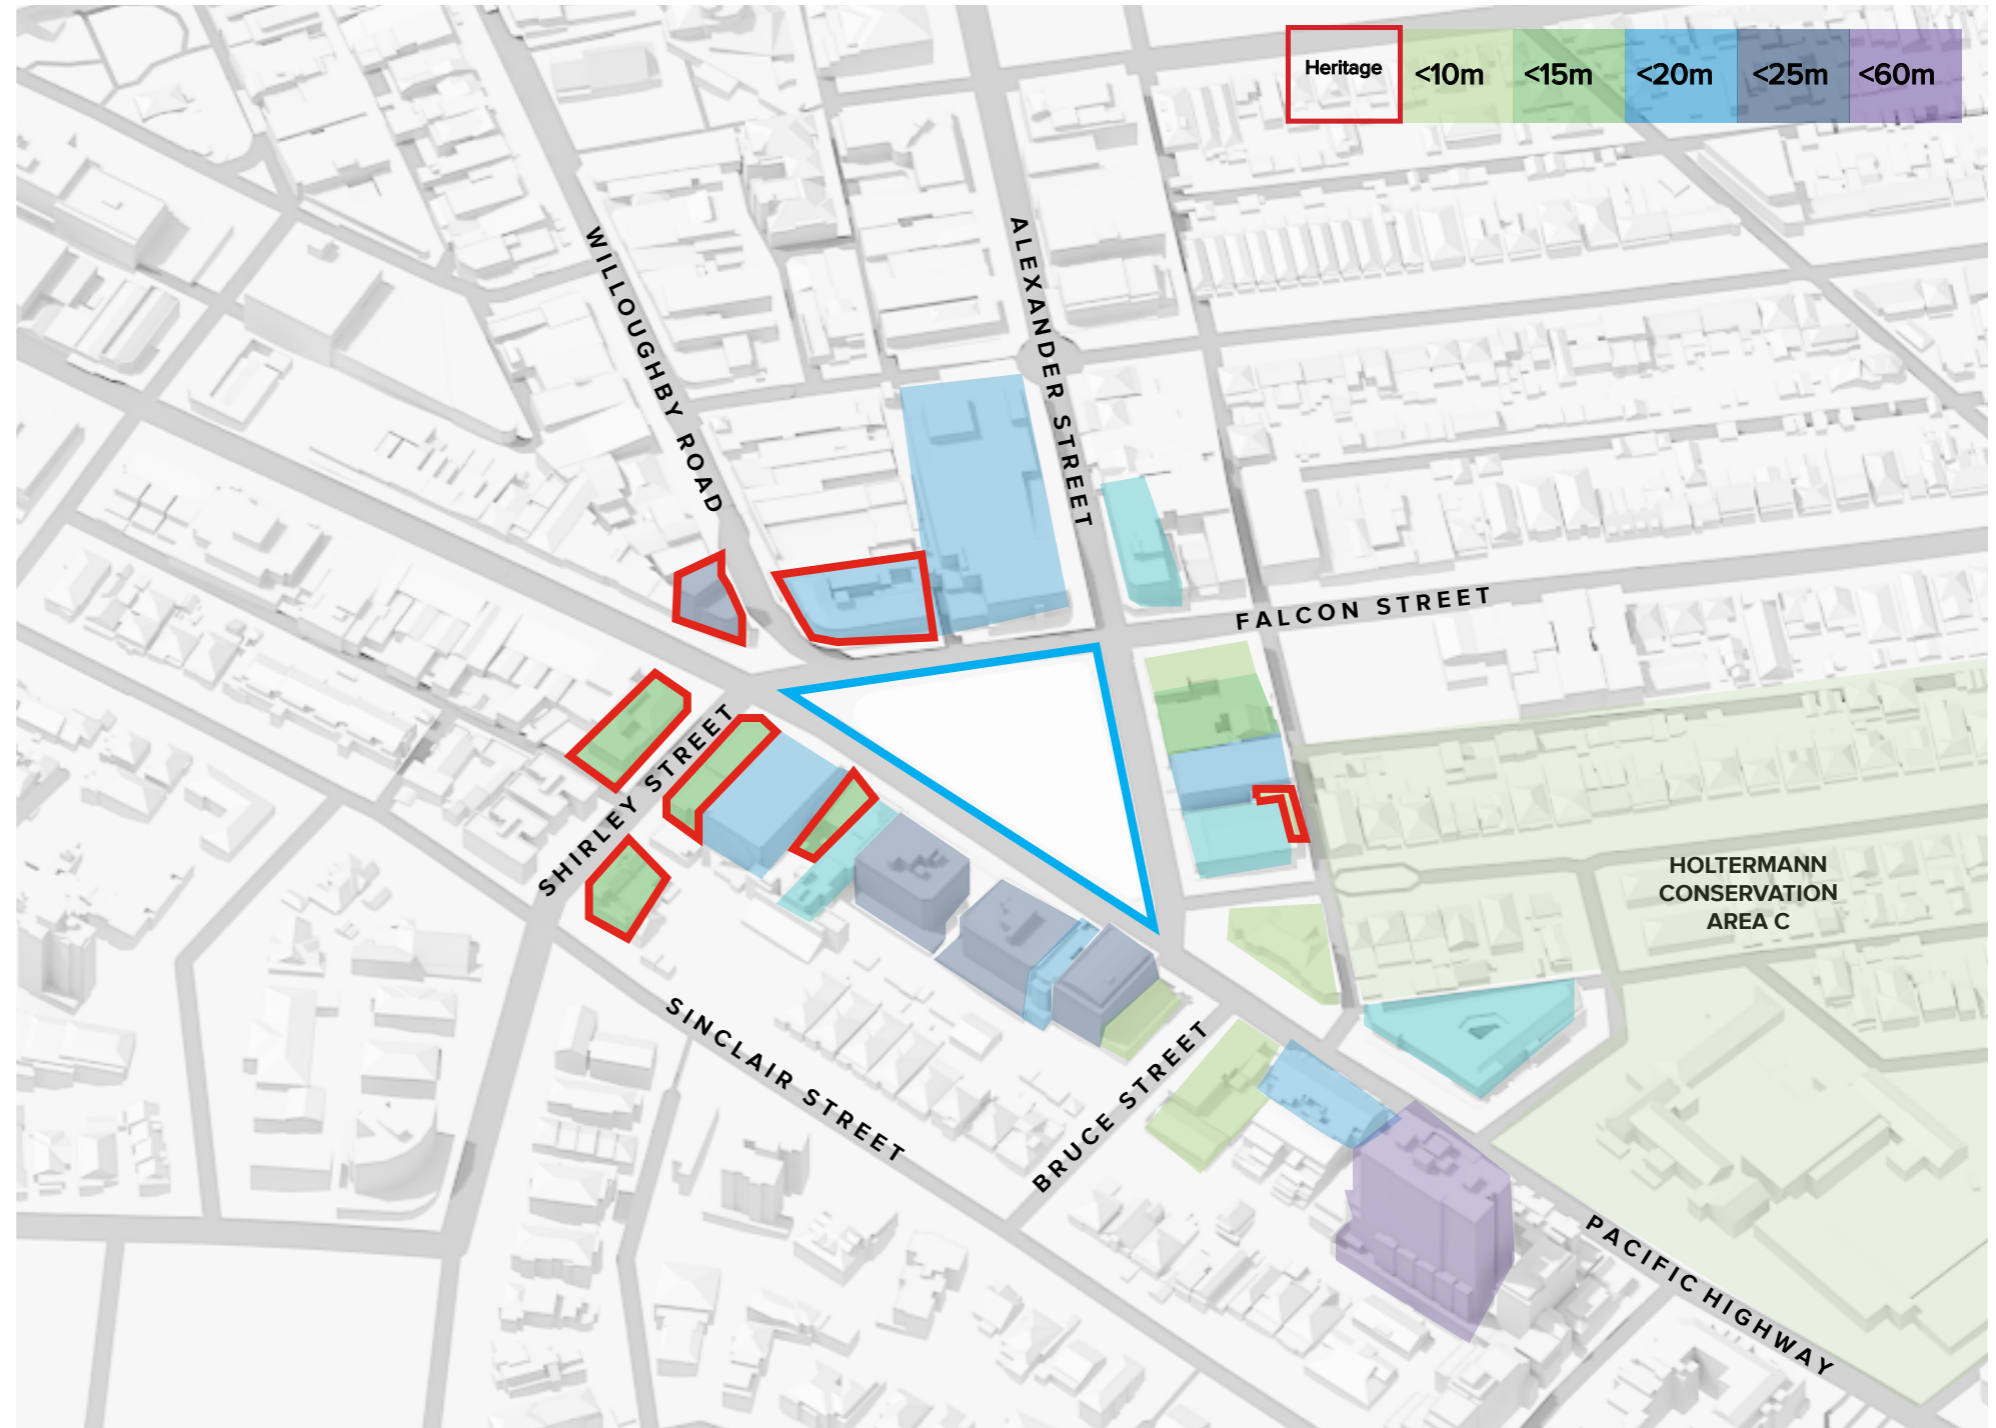 Heritage
<10m
<15m
<20m
<25m
<60m
WILLOUGHBY ROAD
ALEXANDER STREET
FALCON STREET
SHIRLEY STREET
HOLTERMANN
CONSERVATION
AREA C
SINCLAIR STREET
BRUCE STREET
PACIFIC HIGHWAY